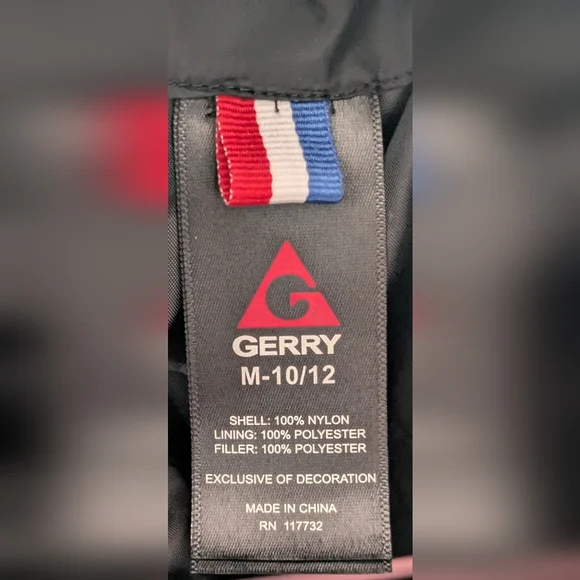 G
GERRY
M-10/12
SHELL: 100% NYLON
LINING: 100% POLYESTER
FILLER: 100% POLYESTER
EXCLUSIVE OF DECORATION
MADE IN CHINA
RN 117732